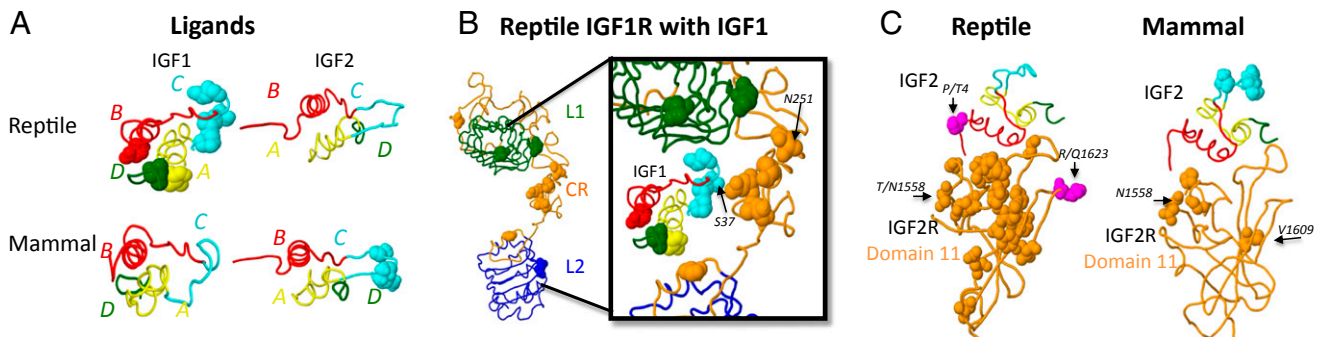 A
Ligands
IGF1
IGF2
Reptile
B
C
D
A
B
C
A
D
Mammal
B
C
D
A
B
C
A
D
B
Reptile IGF1R with IGF1
L1
CR
L2
IGF1
N251
S37
C
Reptile
Mammal
IGF2
P/T4
R/Q1623
T/N1558
IGF2R
Domain 11
IGF2
N1558
V1609
IGF2R
Domain 11